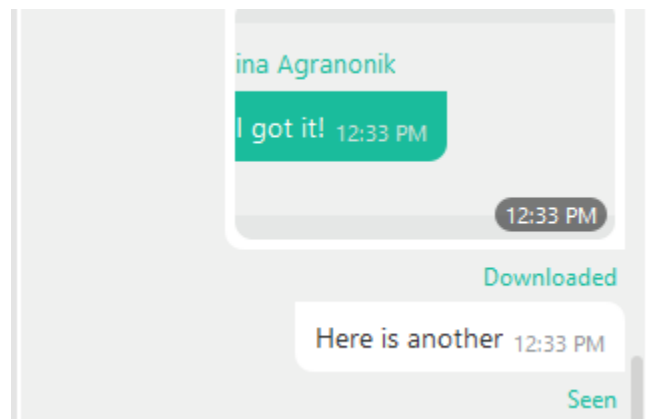 ina Agranonik
I got it! 12:33 PM
12:33 PM
Downloaded
Here is another 12:33 PM
Seen